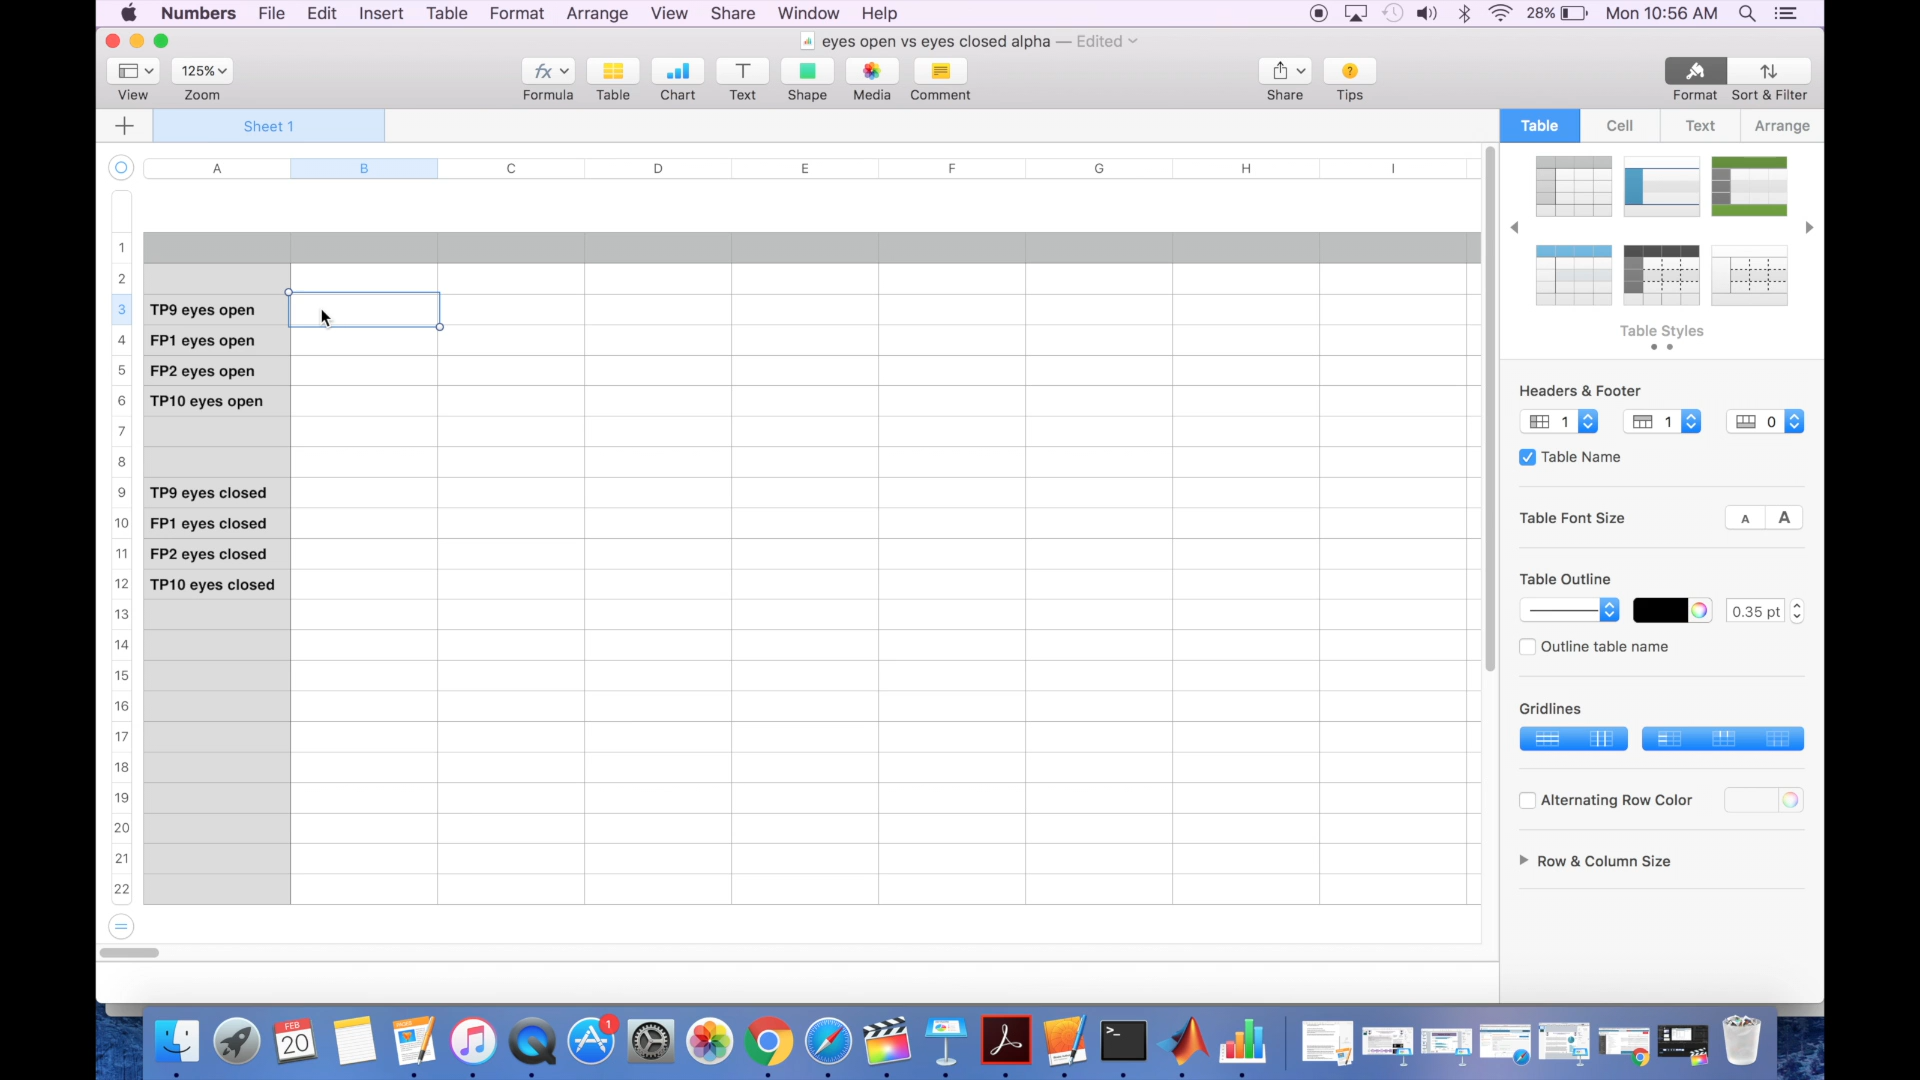 Numbers File Edit Insert Table Format Arrange View Share Window Help 28% Mon 10:56 AM
eyes open vs eyes closed alpha — Edited
125%
View Zoom Formula Table Chart Text Shape Media Comment Share Tips Format Sort & Filter
Sheet 1
Table Cell Text Arrange
A B C D E F G H I
1
2
3 TP9 eyes open
4 FP1 eyes open
5 FP2 eyes open
6 TP10 eyes open
7
8
9 TP9 eyes closed
10 FP1 eyes closed
11 FP2 eyes closed
12 TP10 eyes closed
13
14
15
16
17
18
19
20
21
22
Table Styles
Headers & Footer
1 1 0
Table Name
Table Font Size A A
Table Outline
0.35 pt
Outline table name
Gridlines
Alternating Row Color
Row & Column Size
FEB
20
1